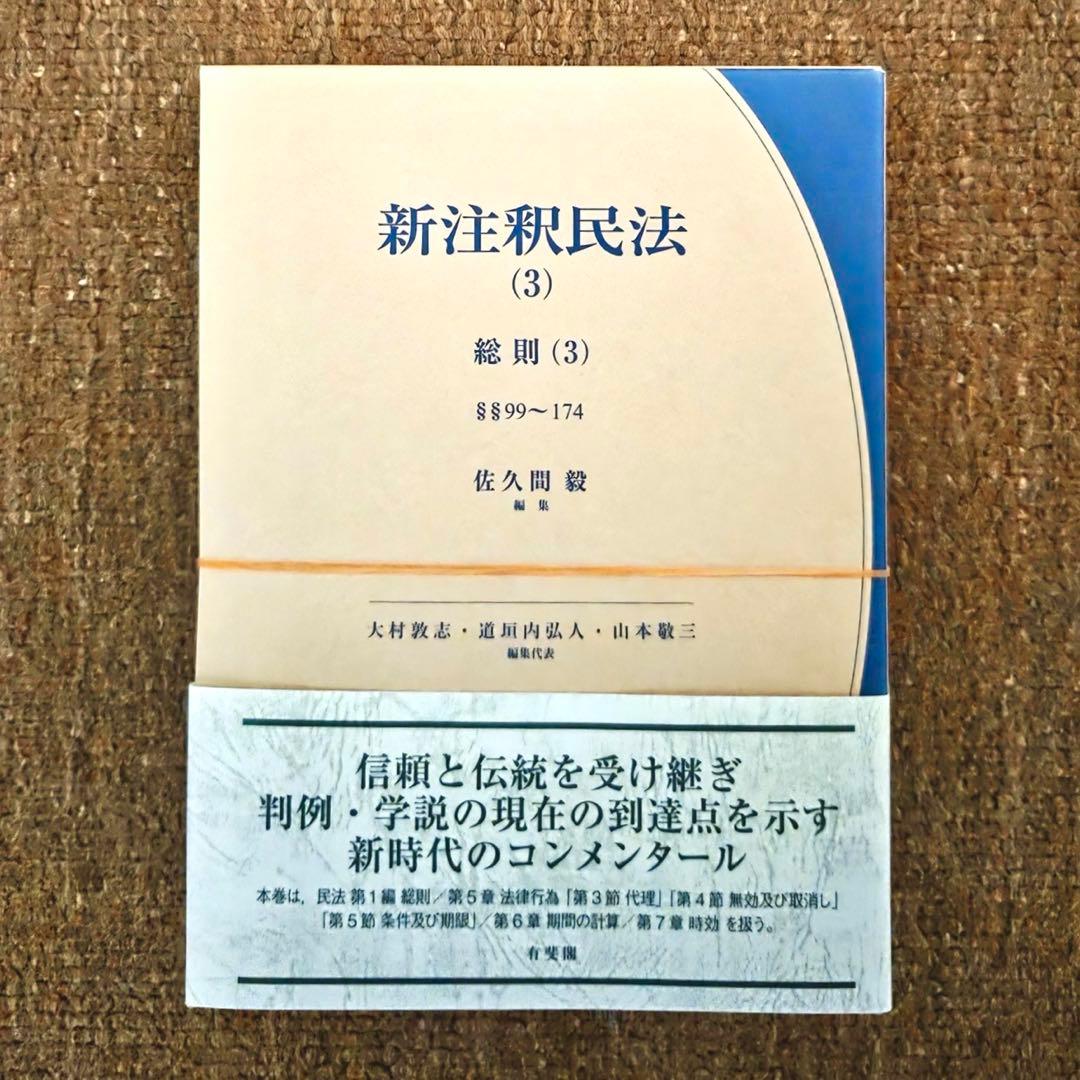 新注釈民法
(3)
総則(3)
§§99～174
佐久間 毅
編集
大村敦志・道垣内弘人・山本敬三
編集代表
信頼と伝統を受け継ぎ
判例・学説の現在の到達点を示す
新時代のコンメンタール
本巻は，民法 第1編 総則／第5章 法律行為「第3節 代理」「第4節 無効及び取消し」
「第5節 条件及び期限」／第6章 期間の計算／第7章 時効 を扱う。
有斐閣